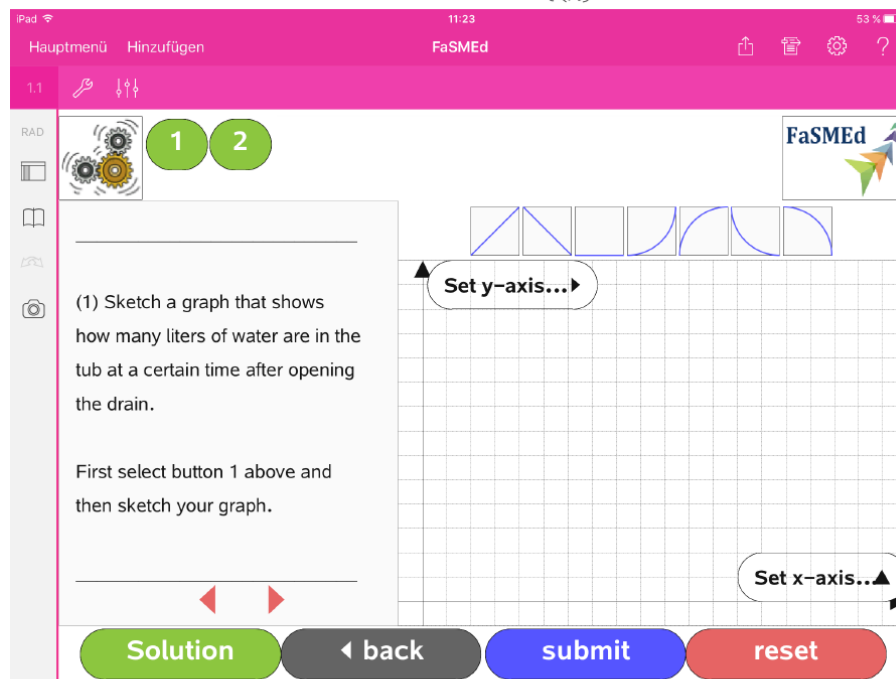 iPad 11:23 53 %
Hauptmenü Hinzufügen FaSMEd ?
1.1
RAD
1 2
FaSMEd
Set y-axis...
(1) Sketch a graph that shows
how many liters of water are in the
tub at a certain time after opening
the drain.
First select button 1 above and
then sketch your graph.
Set x-axis...
Solution back submit reset